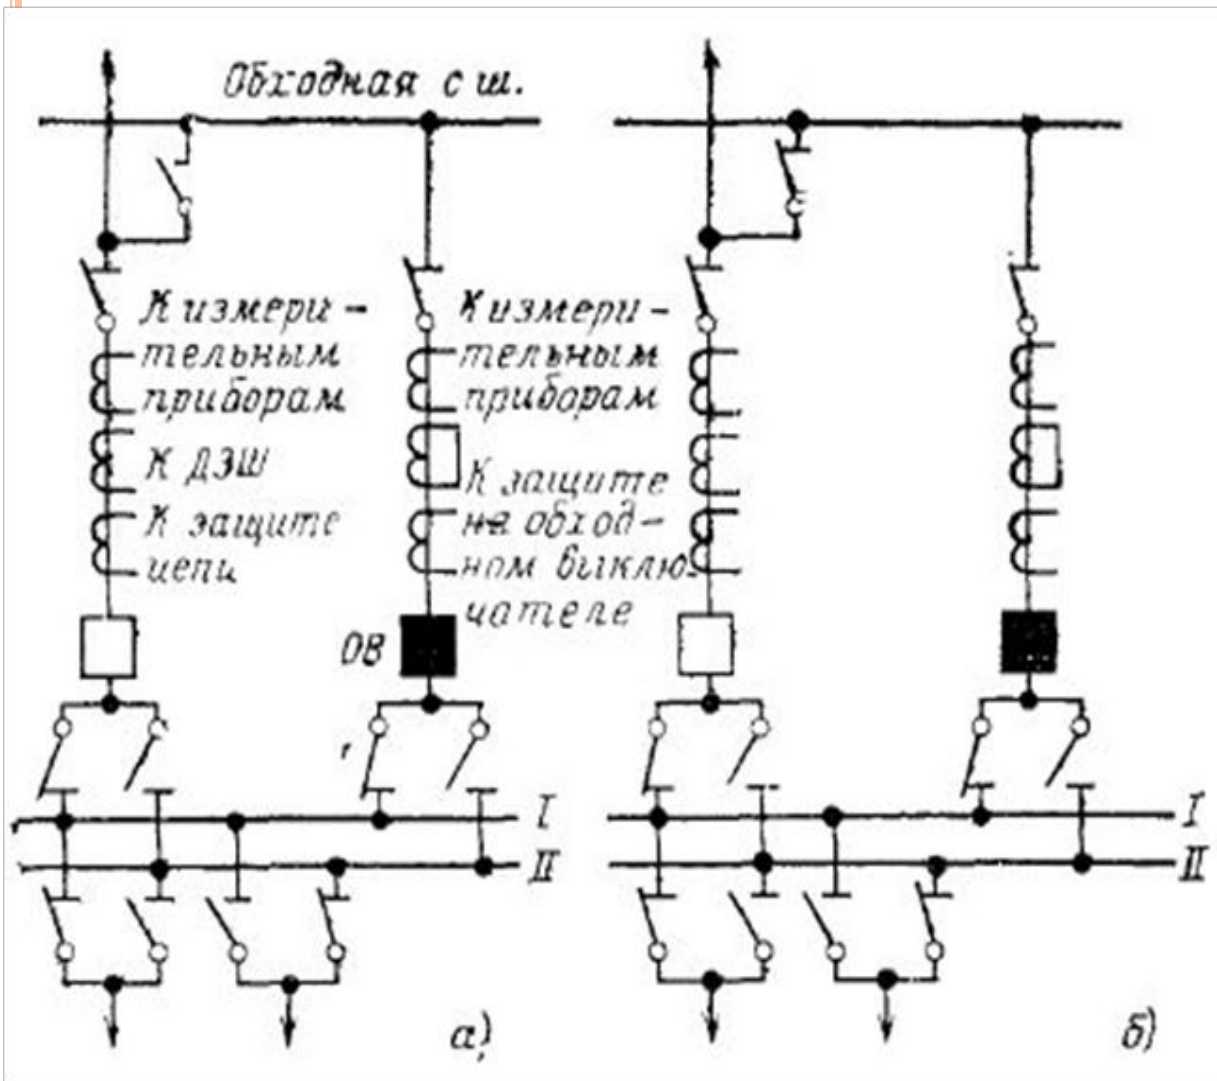 Обходная с ш.
К измери-
тельным
приборам
К ДЗШ
К защите
цепи
К измери-
тельным
приборам
К защите
на обход-
ном выклю-
чателе
ОВ
I
II
I
II
а)
б)